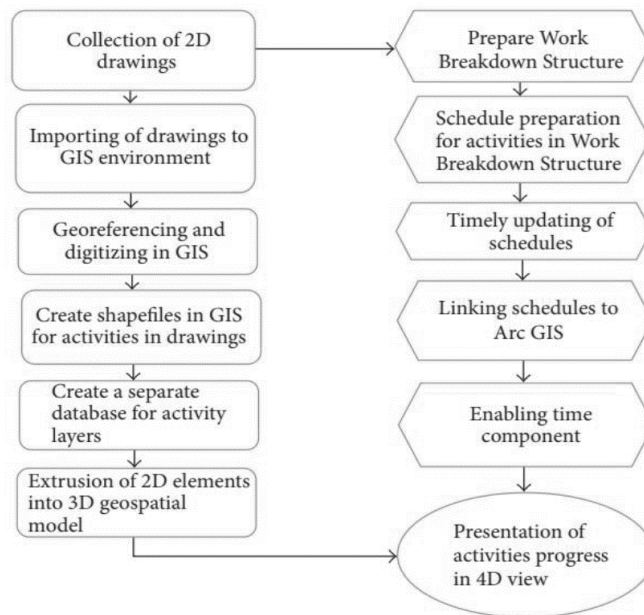 Collection of 2D
drawings
Importing of drawings to
GIS environment
Georeferencing and
digitizing in GIS
Create shapefiles in GIS
for activities in drawings
Create a separate
database for activity
layers
Extrusion of 2D elements
into 3D geospatial
model
Prepare Work
Breakdown Structure
Schedule preparation
for activities in Work
Breakdown Structure
Timely updating of
schedules
Linking schedules to
Arc GIS
Enabling time
component
Presentation of
activities progress
in 4D view